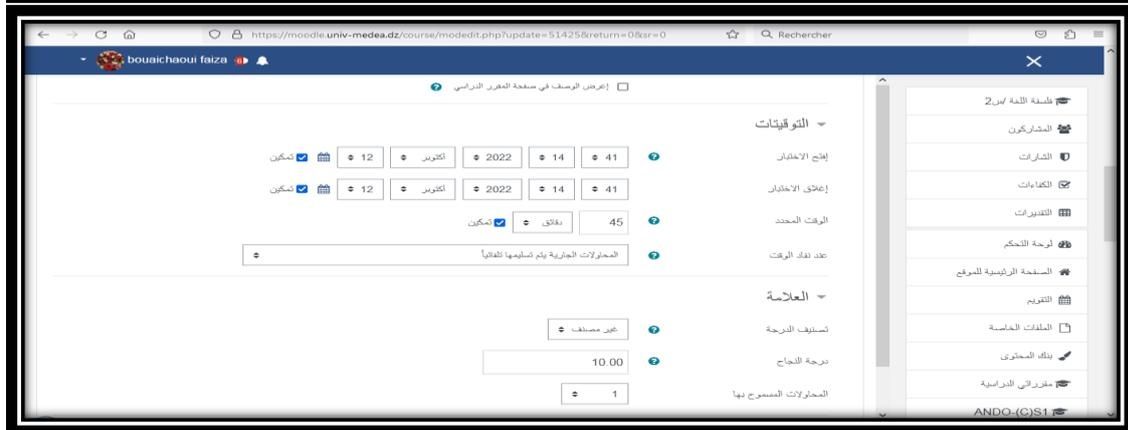 https://moodle.univ-medea.dz/course/modedit.php?update=51425&return=0&sr=0
Rechercher
bouaichaoui faiza
إعرض الوصف في صفحة المقرر الدراسي
التوقيتات
إفتح الاختبار
41 14 2022 أكتوبر 12 تمكين
إغلاق الاختبار
41 14 2022 أكتوبر 12 تمكين
الوقت المحدد
45 دقائق تمكين
عند نفاد الوقت
المحاولات الجارية يتم تسليمها تلقائياً
العلامة
تصنيف الدرجة
غير مصنف
درجة النجاح
10.00
المحاولات المسموح بها
1
فلسفة اللغة /س2
المشاركون
الشارات
الكفاءات
التقديرات
لوحة التحكم
الصفحة الرئيسية للموقع
التقويم
الملفات الخاصة
بنك المحتوى
مقرراتي الدراسية
ANDO-(C)S1